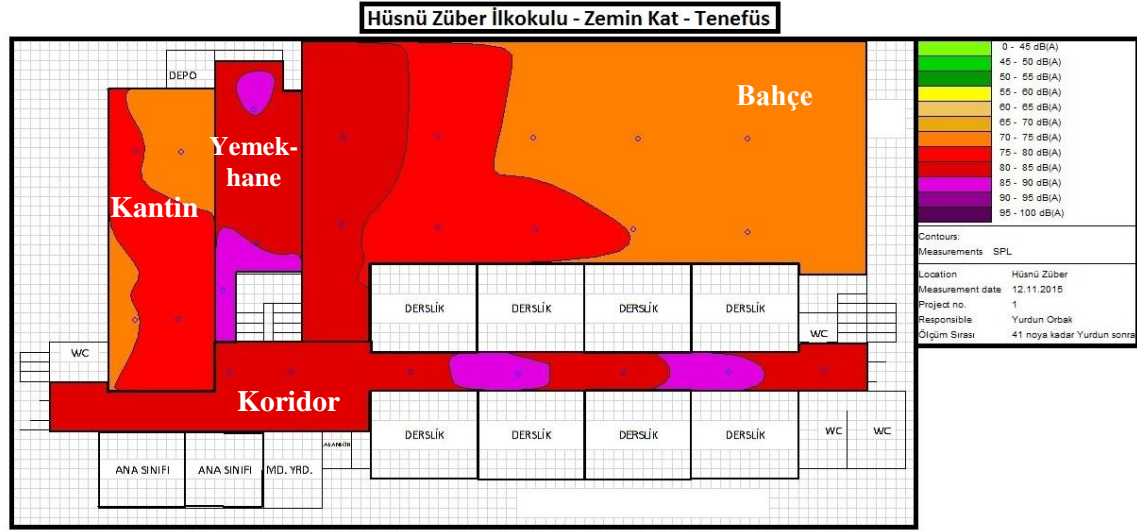 Hüsnü Züber İlkokulu - Zemin Kat - Tenefüs
DEPO
Bahçe
Yemek-
hane
Kantin
DERSLİK
DERSLİK
DERSLİK
DERSLİK
WC
WC
Koridor
DERSLİK
DERSLİK
DERSLİK
DERSLİK
WC
WC
ANA SINIFI
ANA SINIFI
MD. YRD.
0 - 45 dB(A)
45 - 50 dB(A)
50 - 55 dB(A)
55 - 60 dB(A)
60 - 65 dB(A)
65 - 70 dB(A)
70 - 75 dB(A)
75 - 80 dB(A)
80 - 85 dB(A)
85 - 90 dB(A)
90 - 95 dB(A)
95 - 100 dB(A)
Contours:
Measurements SPL
Location Hüsnü Züber
Measurement date 12.11.2015
Project no. 1
Responsible Yurdun Orbak
Ölçüm Sırası 41 noya kadar Yurdun sonra